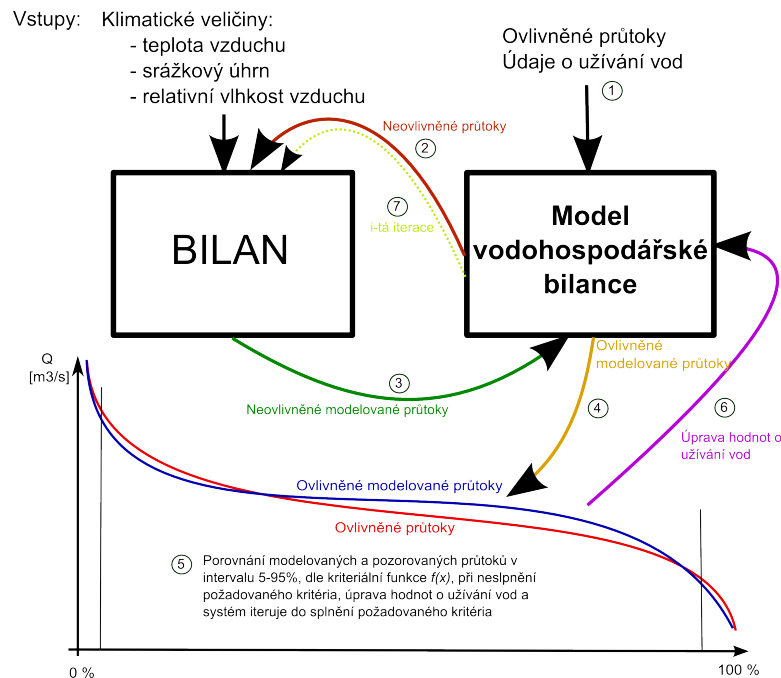 Vstupy: Klimatické veličiny:
- teplota vzduchu
- srážkový úhrn
- relativní vlhkost vzduchu
Ovlivněné průtoky
Údaje o užívání vod
1
Neovlivněné průtoky
2
7
i-tá iterace
BILAN
Model
vodohospodářské
bilance
3
Neovlivněné modelované průtoky
Ovlivněné
modelované průtoky
4
6
Úprava hodnot o
užívání vod
Q
[m3/s]
Ovlivněné modelované průtoky
Ovlivněné průtoky
5
Porovnání modelovaných a pozorovaných průtoků v
intervalu 5-95%, dle kriteriální funkce f(x), při neslpnění
požadovaného kritéria, úprava hodnot o užívání vod a
systém iteruje do splnění požadovaného kritéria
0 %
100 %